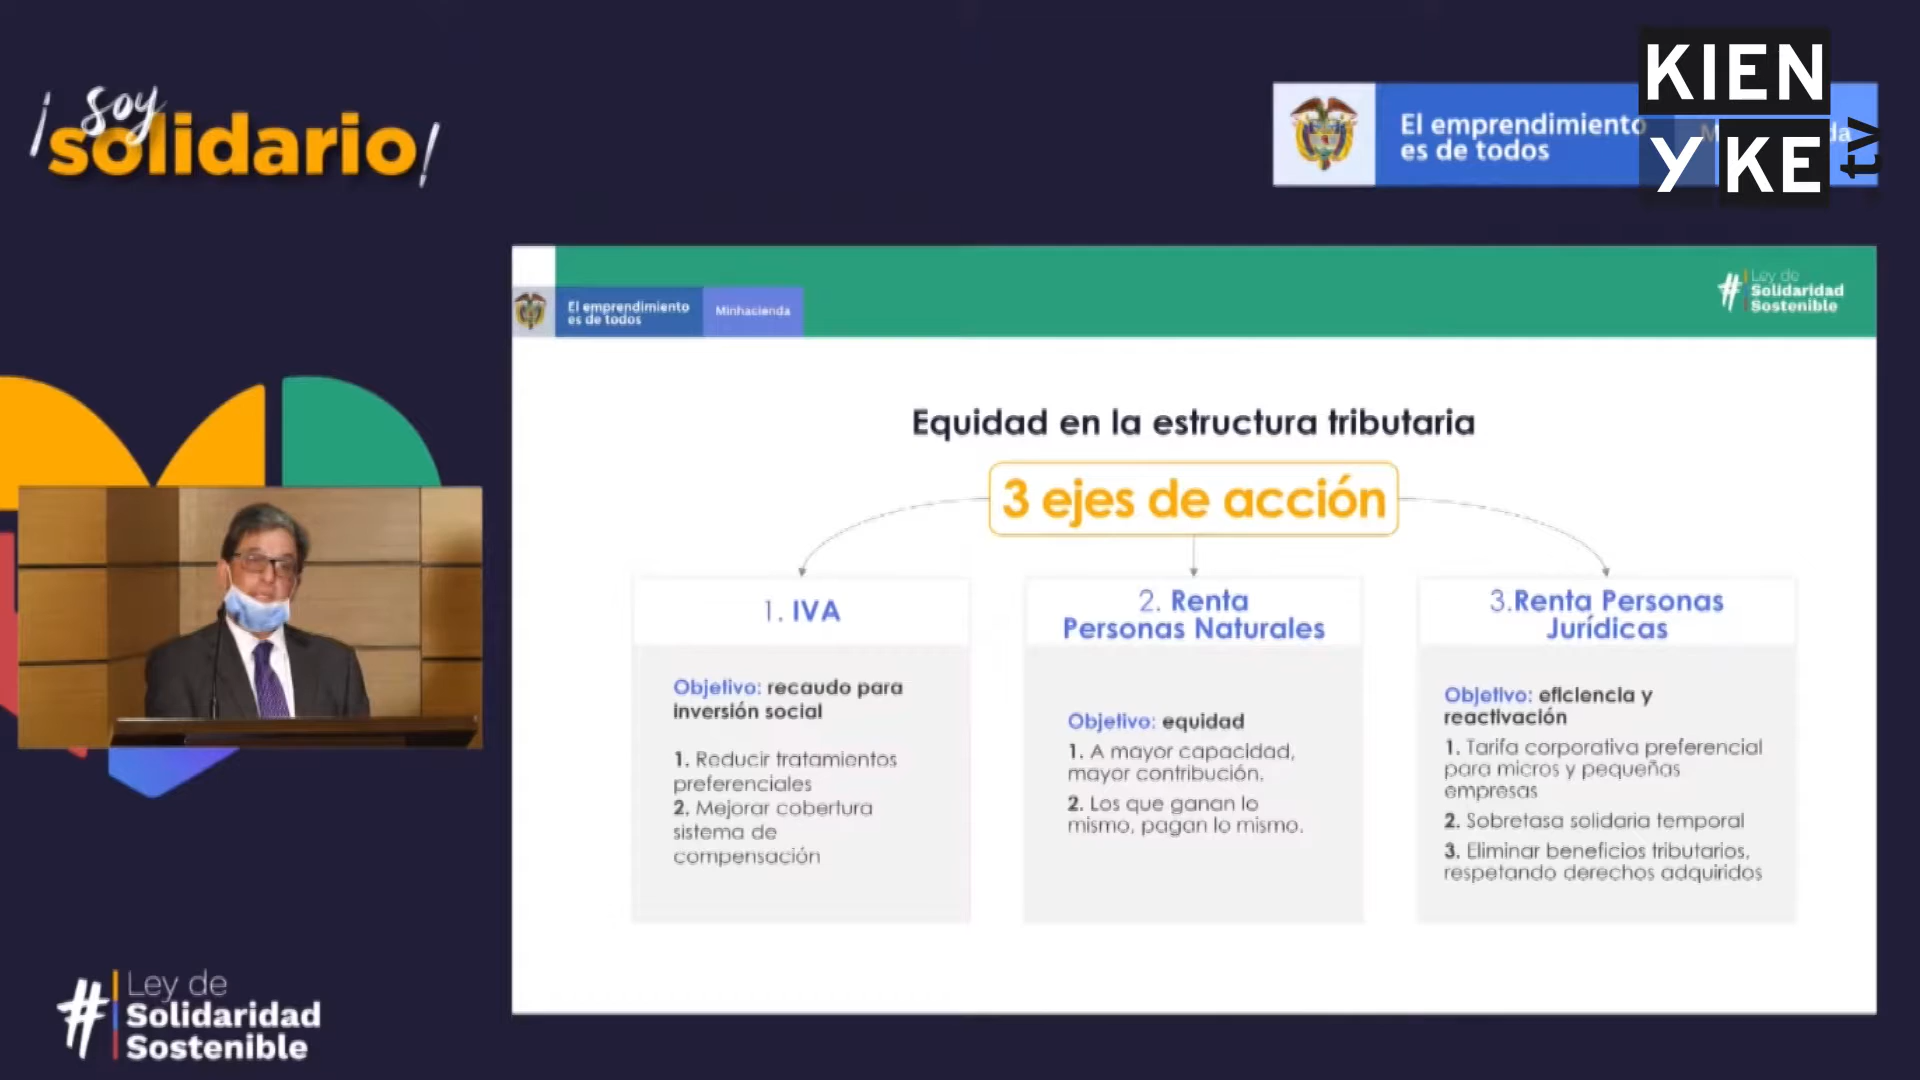 ¡Soy
solidario!
El emprendimiento
es de todos
KIEN
Y KE
tv
El emprendimiento
es de todos
Minhacienda
# Ley de
Solidaridad
Sostenible
Equidad en la estructura tributaria
3 ejes de acción
1. IVA
Objetivo: recaudo para
inversión social
1. Reducir tratamientos
preferenciales
2. Mejorar cobertura
sistema de
compensación
2. Renta
Personas Naturales
Objetivo: equidad
1. A mayor capacidad,
mayor contribución.
2. Los que ganan lo
mismo, pagan lo mismo.
3.Renta Personas
Jurídicas
Objetivo: eficiencia y
reactivación
1. Tarifa corporativa preferencial
para micros y pequeñas
empresas
2. Sobretasa solidaria temporal
3. Eliminar beneficios tributarios,
respetando derechos adquiridos
# Ley de
Solidaridad
Sostenible